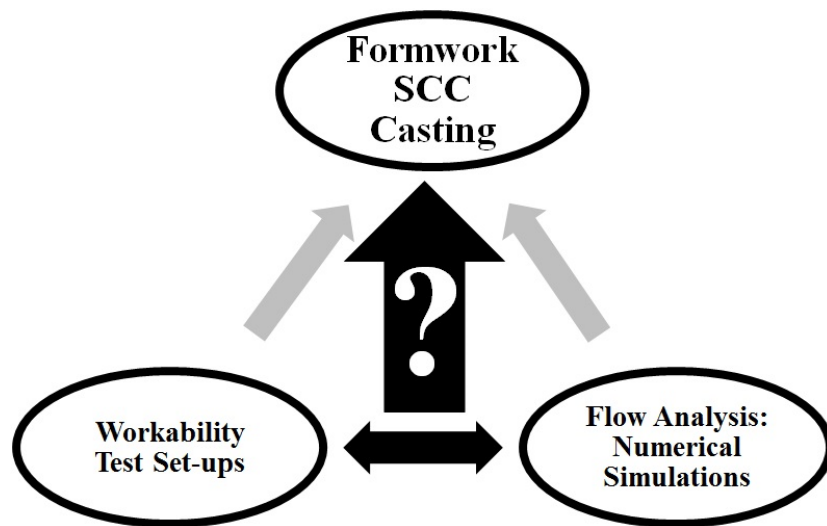 Formwork
SCC
Casting
?
Workability
Test Set-ups
Flow Analysis:
Numerical
Simulations